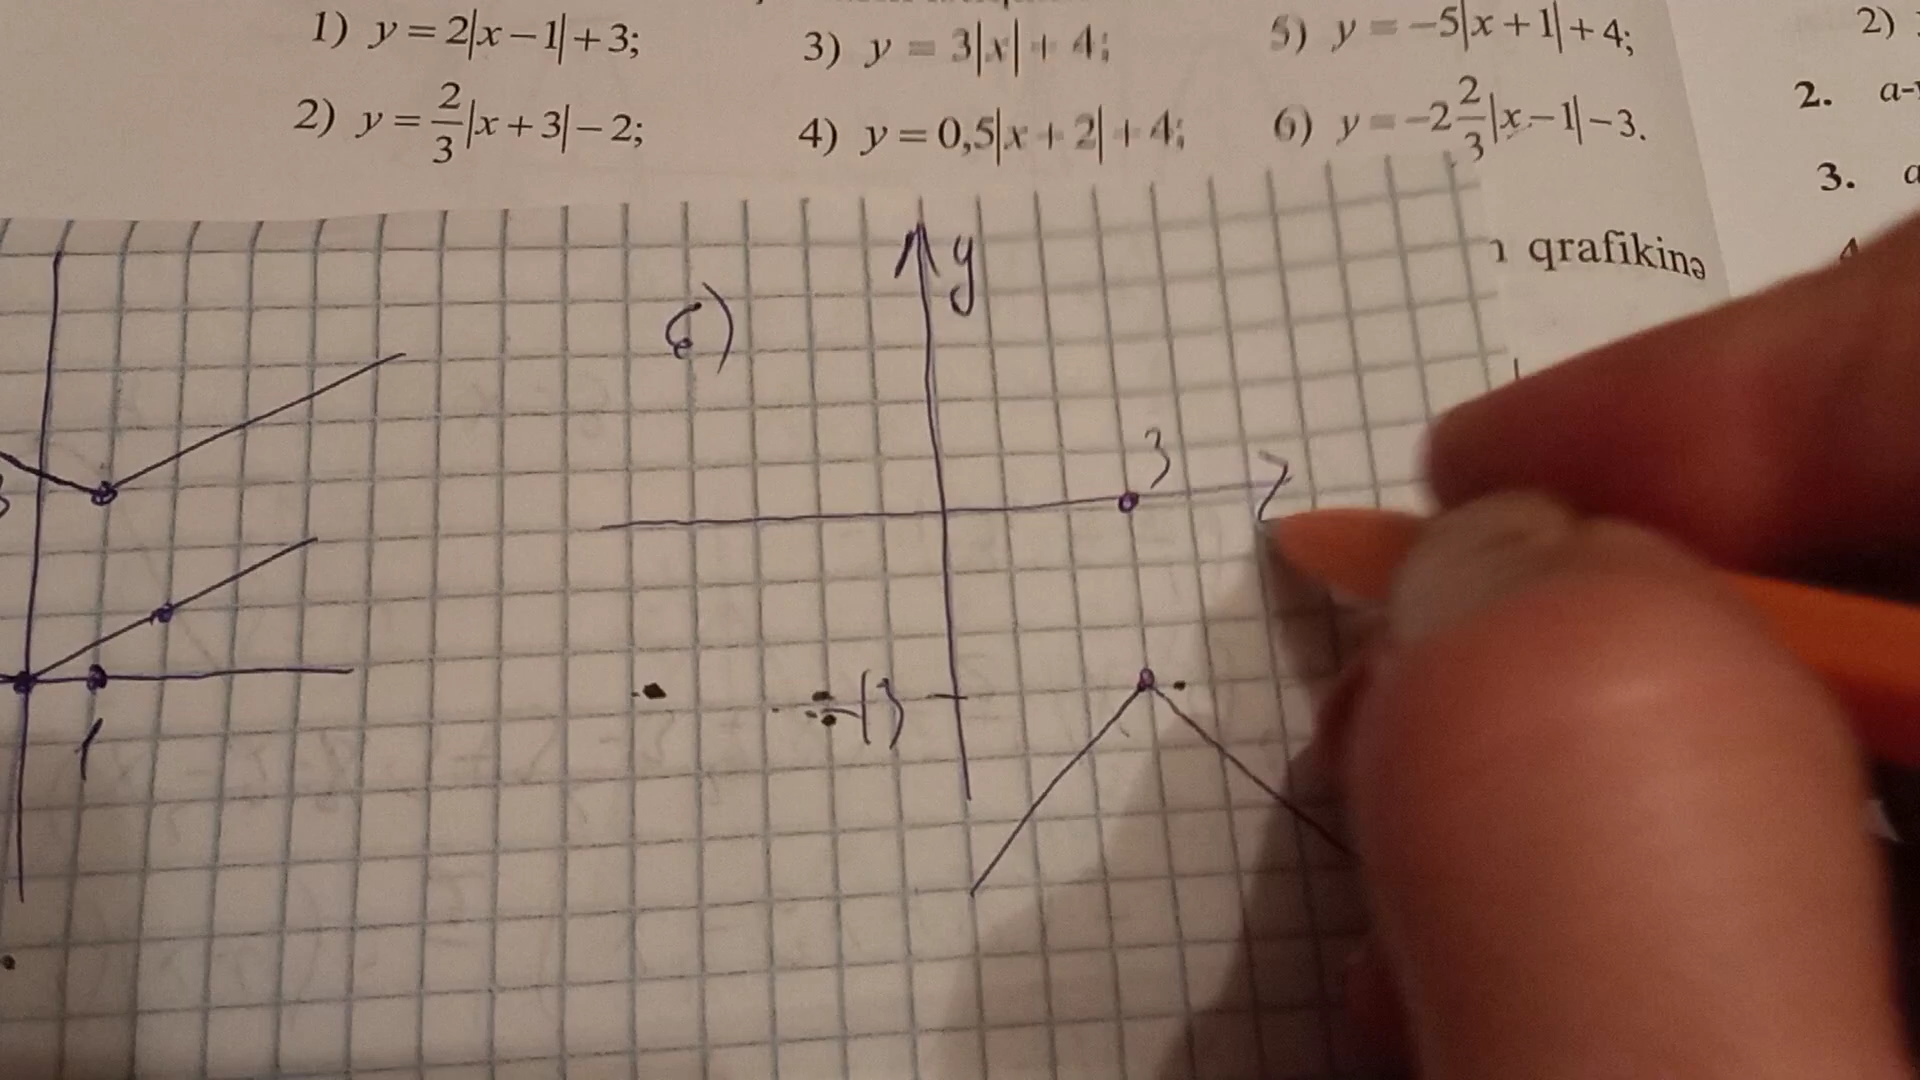 1) y = 2|x − 1| + 3;
2) y = 2/3|x + 3| − 2;
3) y = 3|x| + 4;
4) y = 0,5|x + 2| + 4;
5) y = −5|x + 1| + 4;
6) y = −2 2/3|x − 1| − 3.
2)
2. a-
3. a
qrafikinə
6)
y
3
1